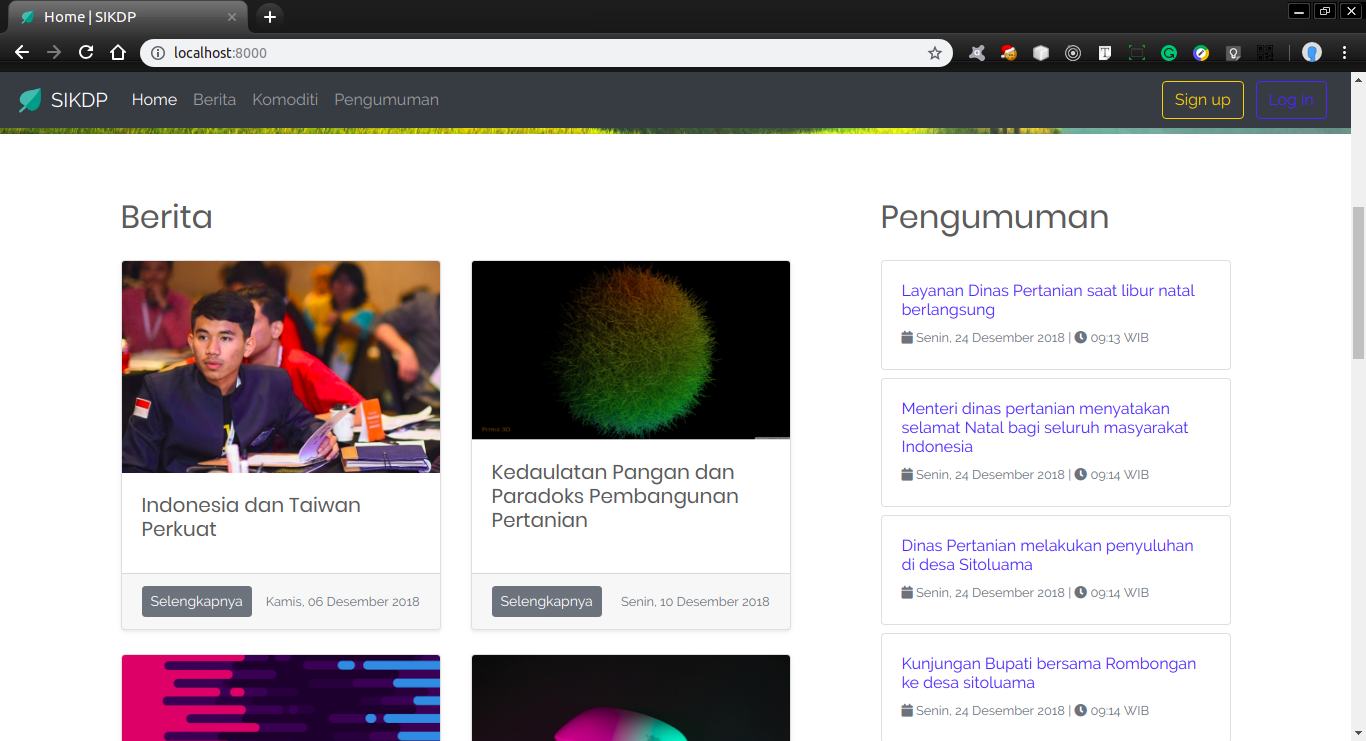 Home | SIKDP
localhost:8000
SIKDP Home Berita Komoditi Pengumuman Sign up Log in
Berita
Indonesia dan Taiwan
Perkuat
Selengkapnya Kamis, 06 Desember 2018
Prima 3D
Kedaulatan Pangan dan
Paradoks Pembangunan
Pertanian
Selengkapnya Senin, 10 Desember 2018
Pengumuman
Layanan Dinas Pertanian saat libur natal
berlangsung
Senin, 24 Desember 2018 | 09:13 WIB
Menteri dinas pertanian menyatakan
selamat Natal bagi seluruh masyarakat
Indonesia
Senin, 24 Desember 2018 | 09:14 WIB
Dinas Pertanian melakukan penyuluhan
di desa Sitoluama
Senin, 24 Desember 2018 | 09:14 WIB
Kunjungan Bupati bersama Rombongan
ke desa sitoluama
Senin, 24 Desember 2018 | 09:14 WIB